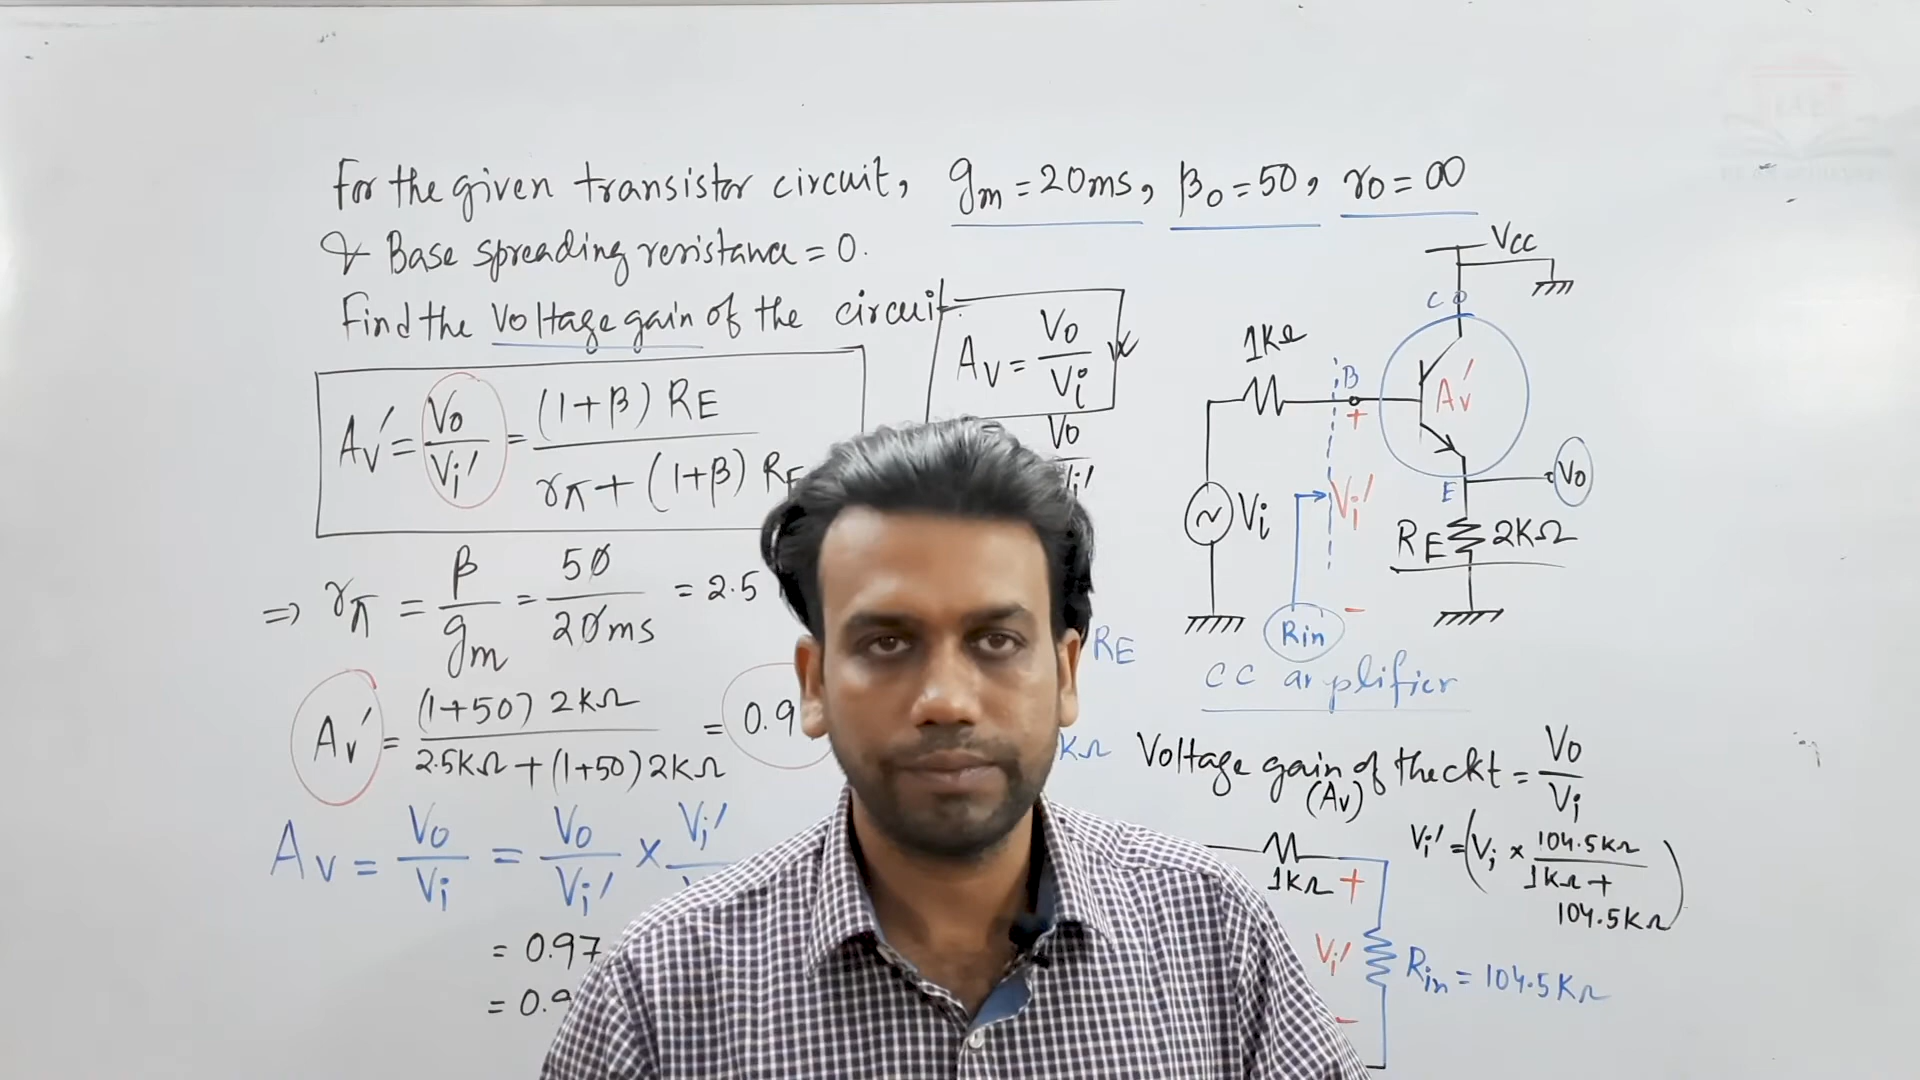 For the given transistor circuit, gm = 20ms, β0 = 50, r0 = ∞
& Base spreading resistance = 0.
Find the voltage gain of the circuit.
Av' = Vo/Vi' = (1+β) RE / rπ + (1+β) RE
⇒ rπ = β/gm = 50/20ms = 2.5
Av' = (1+50) 2KΩ / 2.5KΩ + (1+50) 2KΩ = 0.9
Av = Vo/Vi = Vo/Vi' × Vi'
= 0.97
= 0.9
Av = Vo/Vi
Vo
i'
RE
KΩ
Vcc
C
1KΩ
B
+
Av'
Vi
Vi'
E
Vo
RE 2KΩ
Rin
-
CC amplifier
Voltage gain of the ckt = Vo/Vi
(Av)
Vi' = (Vi × 104.5KΩ / 1KΩ + 104.5KΩ)
1KΩ +
Vi'
Rin = 104.5KΩ
-